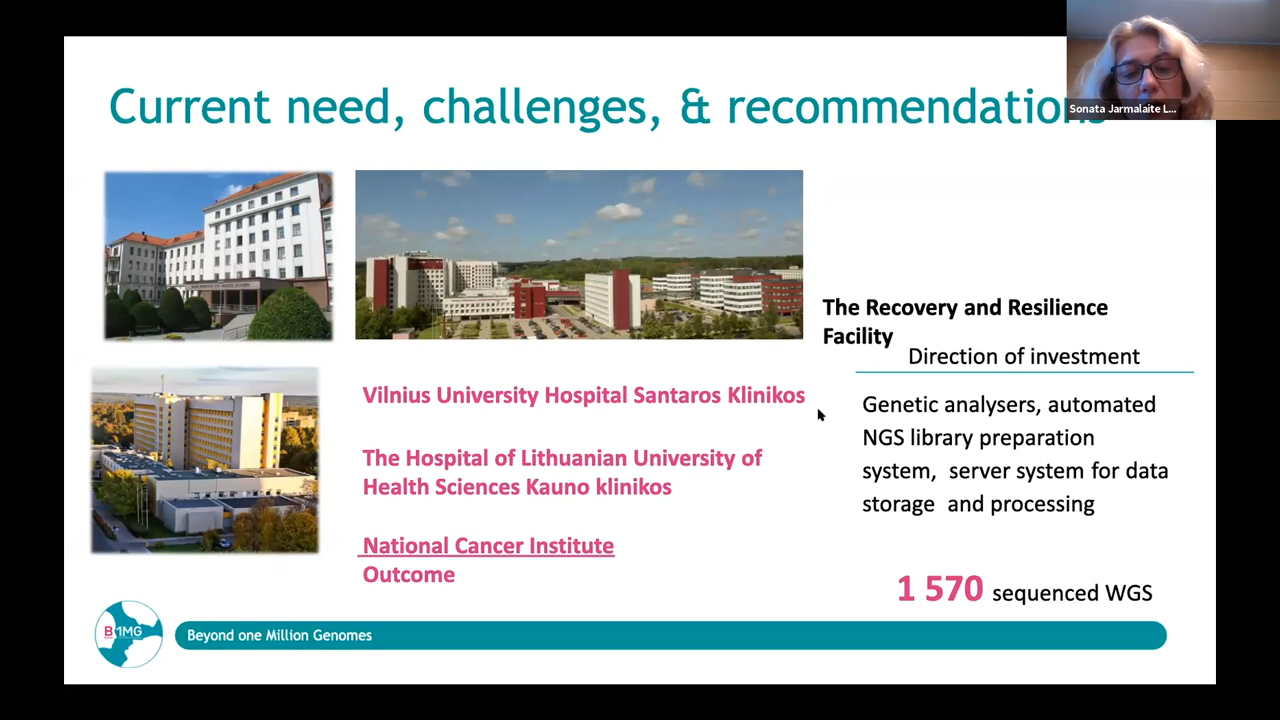 Current need, challenges, & recommendations
Sonata Jarmalaite L...
The Recovery and Resilience
Facility
Direction of investment
Vilnius University Hospital Santaros Klinikos
Genetic analysers, automated
NGS library preparation
system, server system for data
storage and processing
The Hospital of Lithuanian University of
Health Sciences Kauno klinikos
National Cancer Institute
Outcome
1 570 sequenced WGS
B1MG
Beyond one Million Genomes